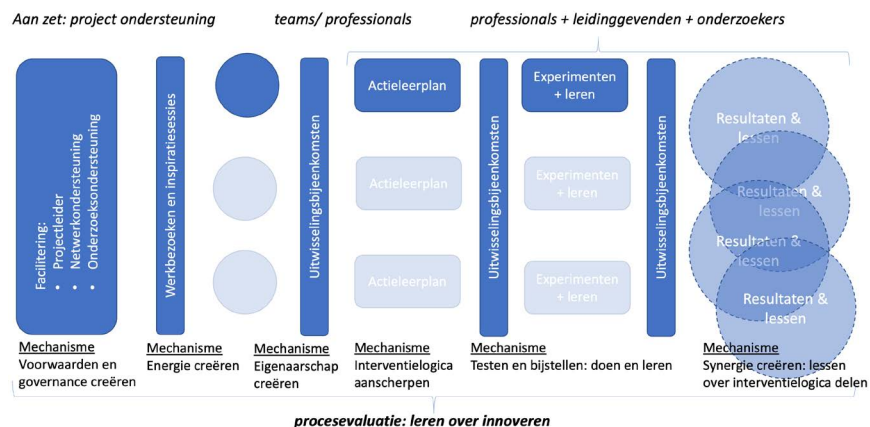 Aan zet: project ondersteuning
teams/ professionals
professionals + leidinggevenden + onderzoekers
Facilitering:
• Projectleider
• Netwerkondersteuning
• Onderzoeksondersteuning
Werkbezoeken en inspiratiesessies
Uitwisselingsbijeenkomsten
Actieleerplan
Actieleerplan
Actieleerplan
Uitwisselingsbijeenkomsten
Experimenten
+ leren
Experimenten
+ leren
Experimenten
+ leren
Uitwisselingsbijeenkomsten
Resultaten &
lessen
Resultaten &
lessen
Resultaten &
lessen
Resultaten &
lessen
Mechanisme
Voorwaarden en
governance creëren
Mechanisme
Energie creëren
Mechanisme
Eigenaarschap
creëren
Mechanisme
Interventielogica
aanscherpen
Mechanisme
Testen en bijstellen: doen en leren
Mechanisme
Synergie creëren: lessen
over interventielogica delen
procesevaluatie: leren over innoveren